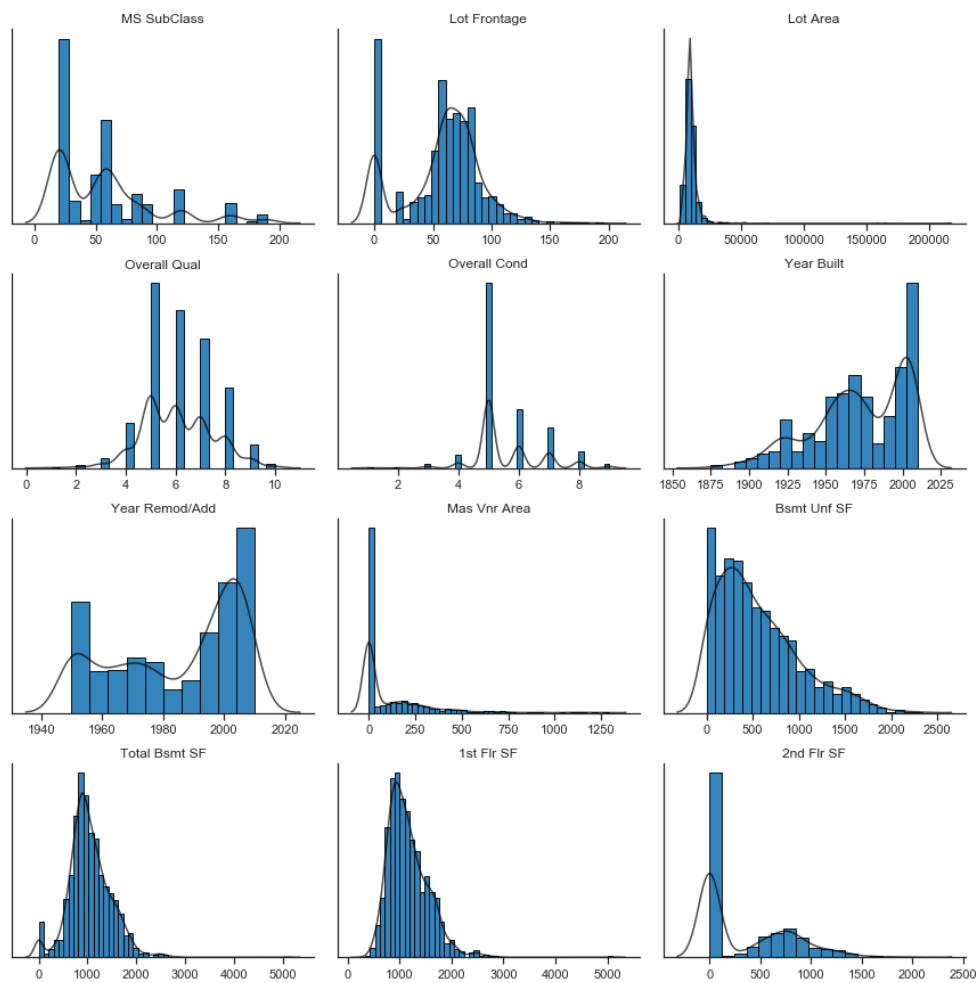 MS SubClass
Lot Frontage
Lot Area
0 50 100 150 200
0 50 100 150 200
0 50000 100000 150000 200000
Overall Qual
Overall Cond
Year Built
0 2 4 6 8 10
2 4 6 8
1850 1875 1900 1925 1950 1975 2000 2025
Year Remod/Add
Mas Vnr Area
Bsmt Unf SF
1940 1960 1980 2000 2020
0 250 500 750 1000 1250
0 500 1000 1500 2000 2500
Total Bsmt SF
1st Flr SF
2nd Flr SF
0 1000 2000 3000 4000 5000
0 1000 2000 3000 4000 5000
0 500 1000 1500 2000 2500